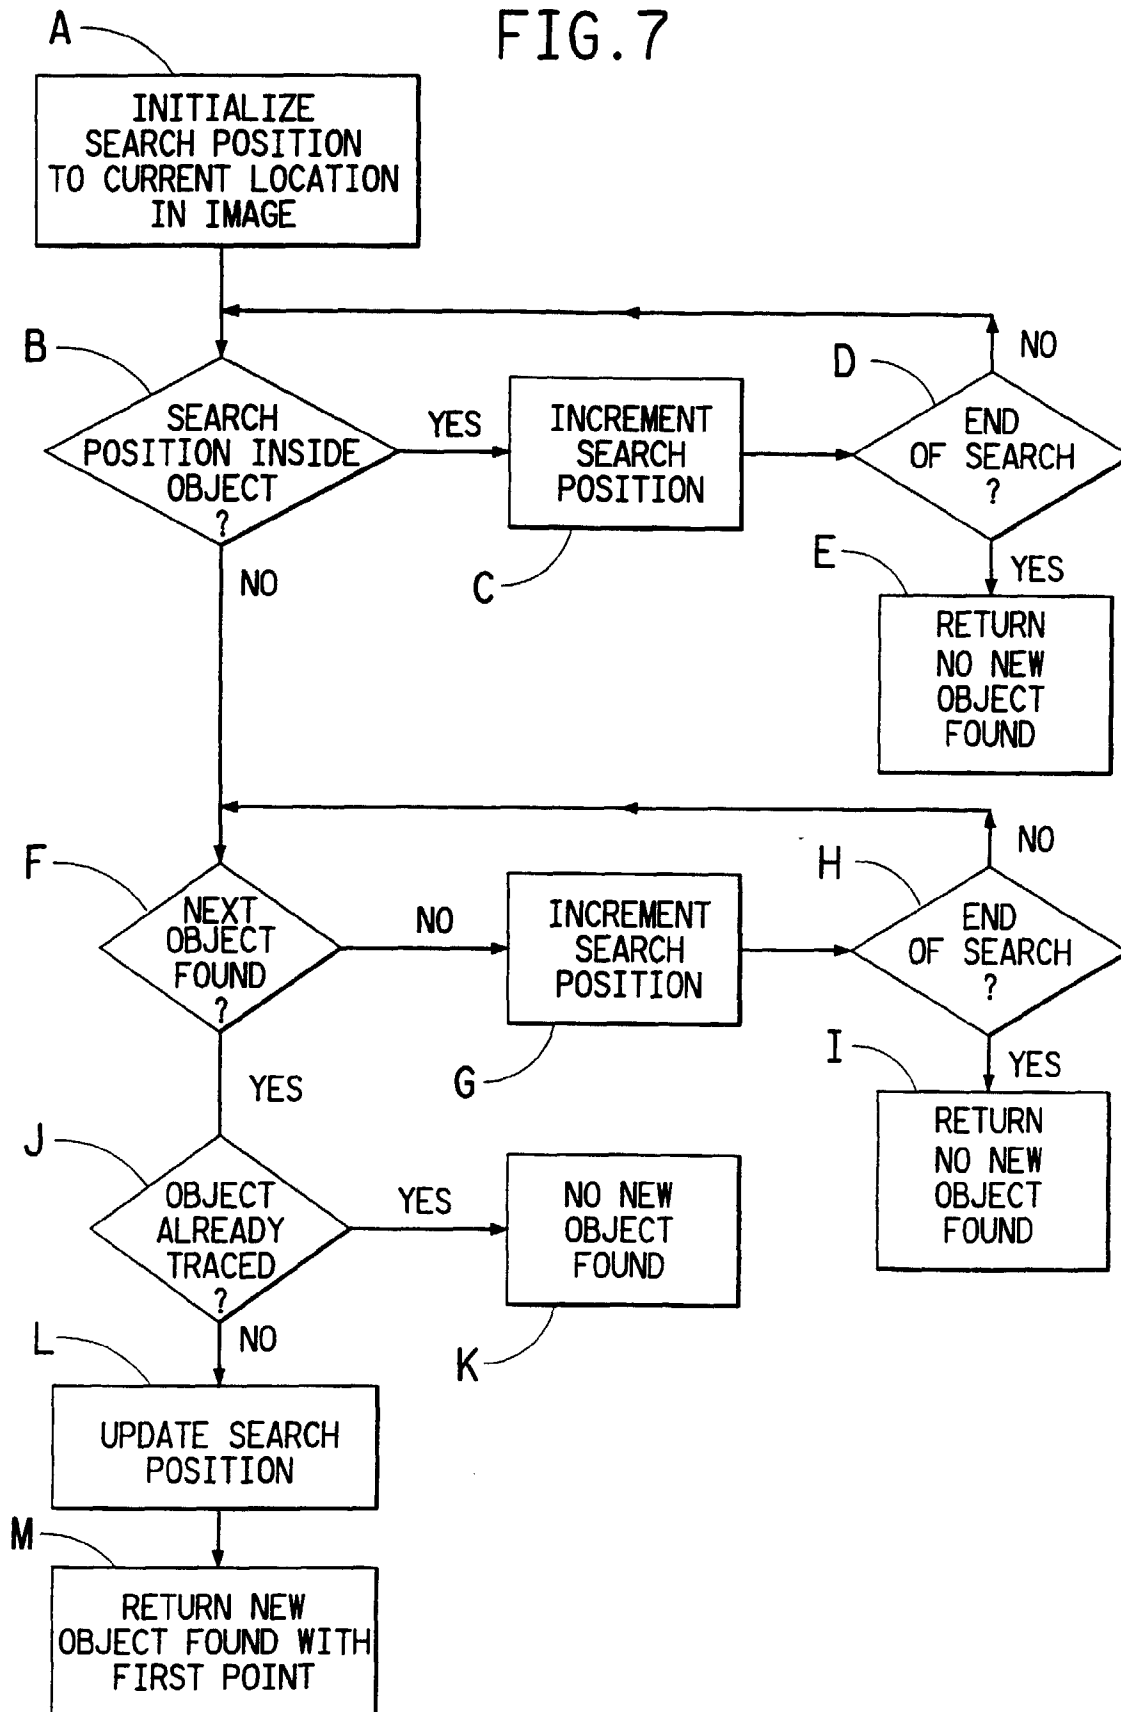 FIG.7
A
INITIALIZE
SEARCH POSITION
TO CURRENT LOCATION
IN IMAGE
B
SEARCH
POSITION INSIDE
OBJECT
?
YES
NO
INCREMENT
SEARCH
POSITION
C
D
END
OF SEARCH
?
NO
YES
E
RETURN
NO NEW
OBJECT
FOUND
F
NEXT
OBJECT
FOUND
?
NO
YES
INCREMENT
SEARCH
POSITION
G
H
END
OF SEARCH
?
NO
YES
I
RETURN
NO NEW
OBJECT
FOUND
J
OBJECT
ALREADY
TRACED
?
YES
NO
NO NEW
OBJECT
FOUND
K
L
UPDATE SEARCH
POSITION
M
RETURN NEW
OBJECT FOUND WITH
FIRST POINT